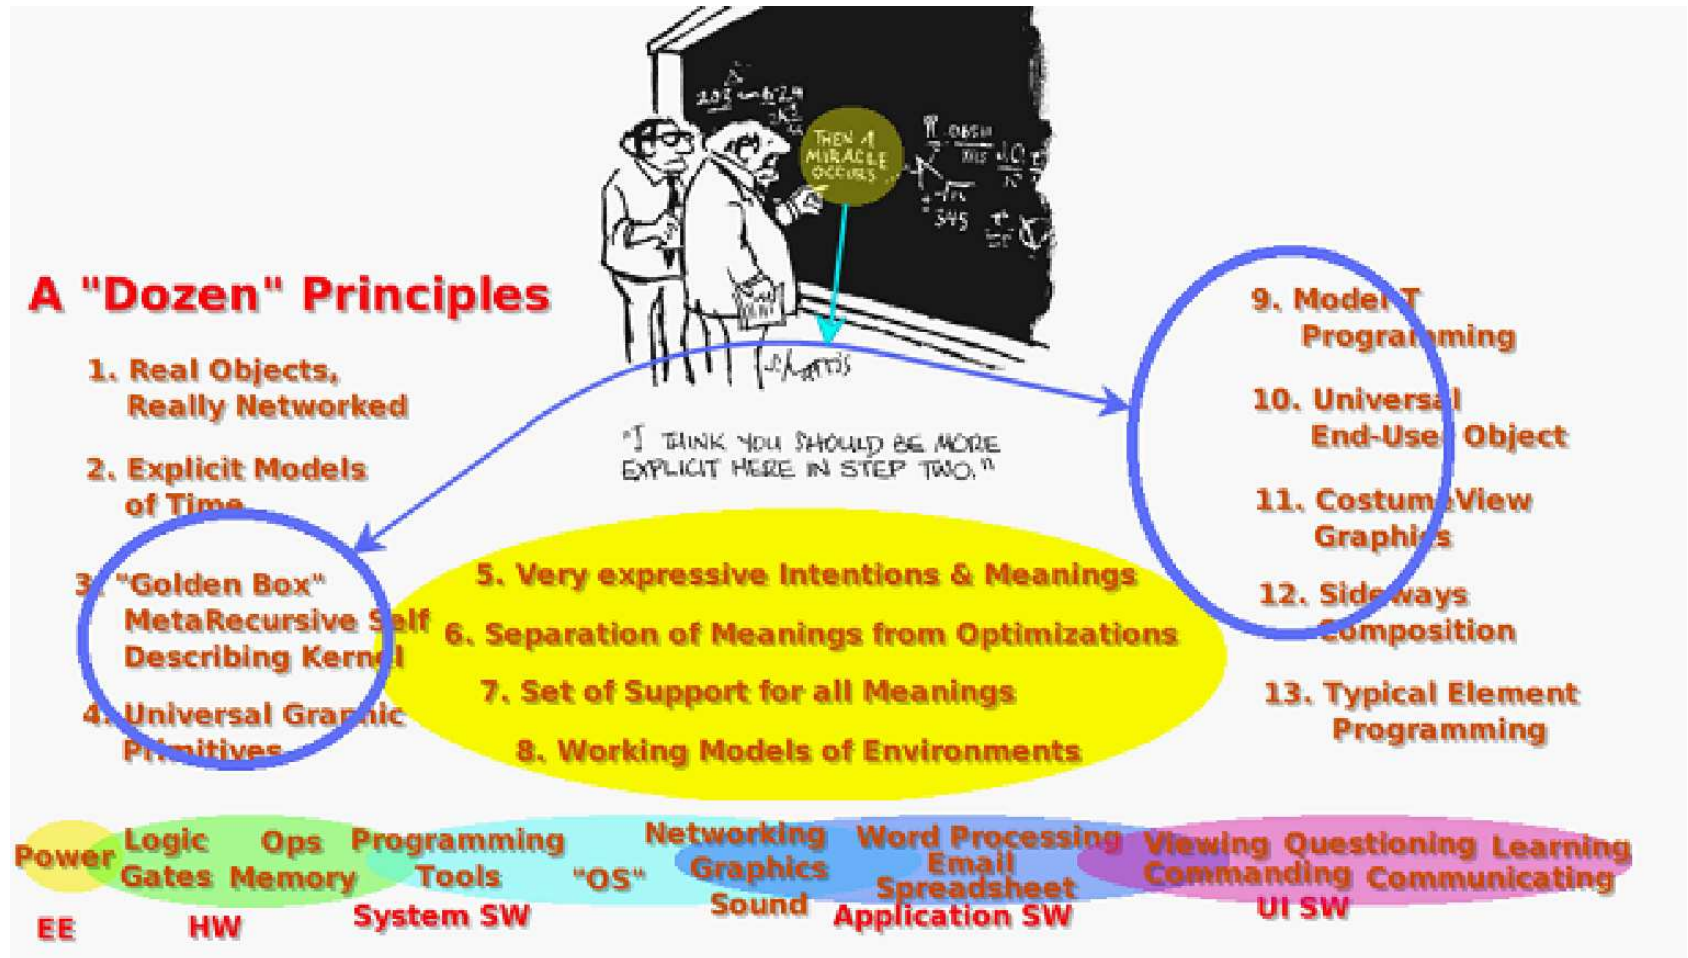 THEN A
MIRACLE
OCCURS...
S. Harris
"I THINK YOU SHOULD BE MORE
EXPLICIT HERE IN STEP TWO."
A "Dozen" Principles
1. Real Objects,
Really Networked
2. Explicit Models
of Time
3. "Golden Box"
MetaRecursive Self
Describing Kernel
4. Universal Graphic
Primitives
5. Very expressive Intentions & Meanings
6. Separation of Meanings from Optimizations
7. Set of Support for all Meanings
8. Working Models of Environments
9. Model T
Programming
10. Universal
End-User Object
11. CostumeView
Graphics
12. Sideways
Composition
13. Typical Element
Programming
Power
Logic
Gates
Ops
Memory
Programming
Tools
"OS"
Networking
Graphics
Sound
Word Processing
Email
Spreadsheet
Viewing Questioning Learning
Commanding Communicating
EE
HW
System SW
Application SW
UI SW